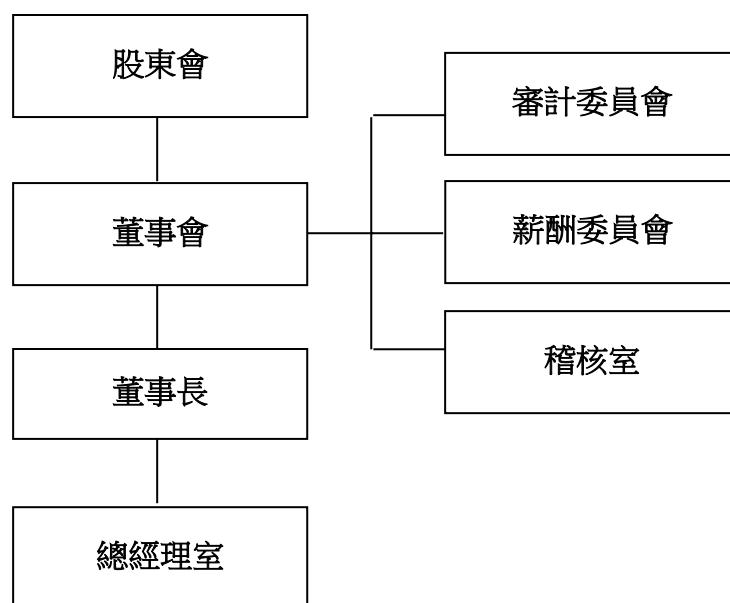 股東會
審計委員會
董事會
薪酬委員會
稽核室
董事長
總經理室